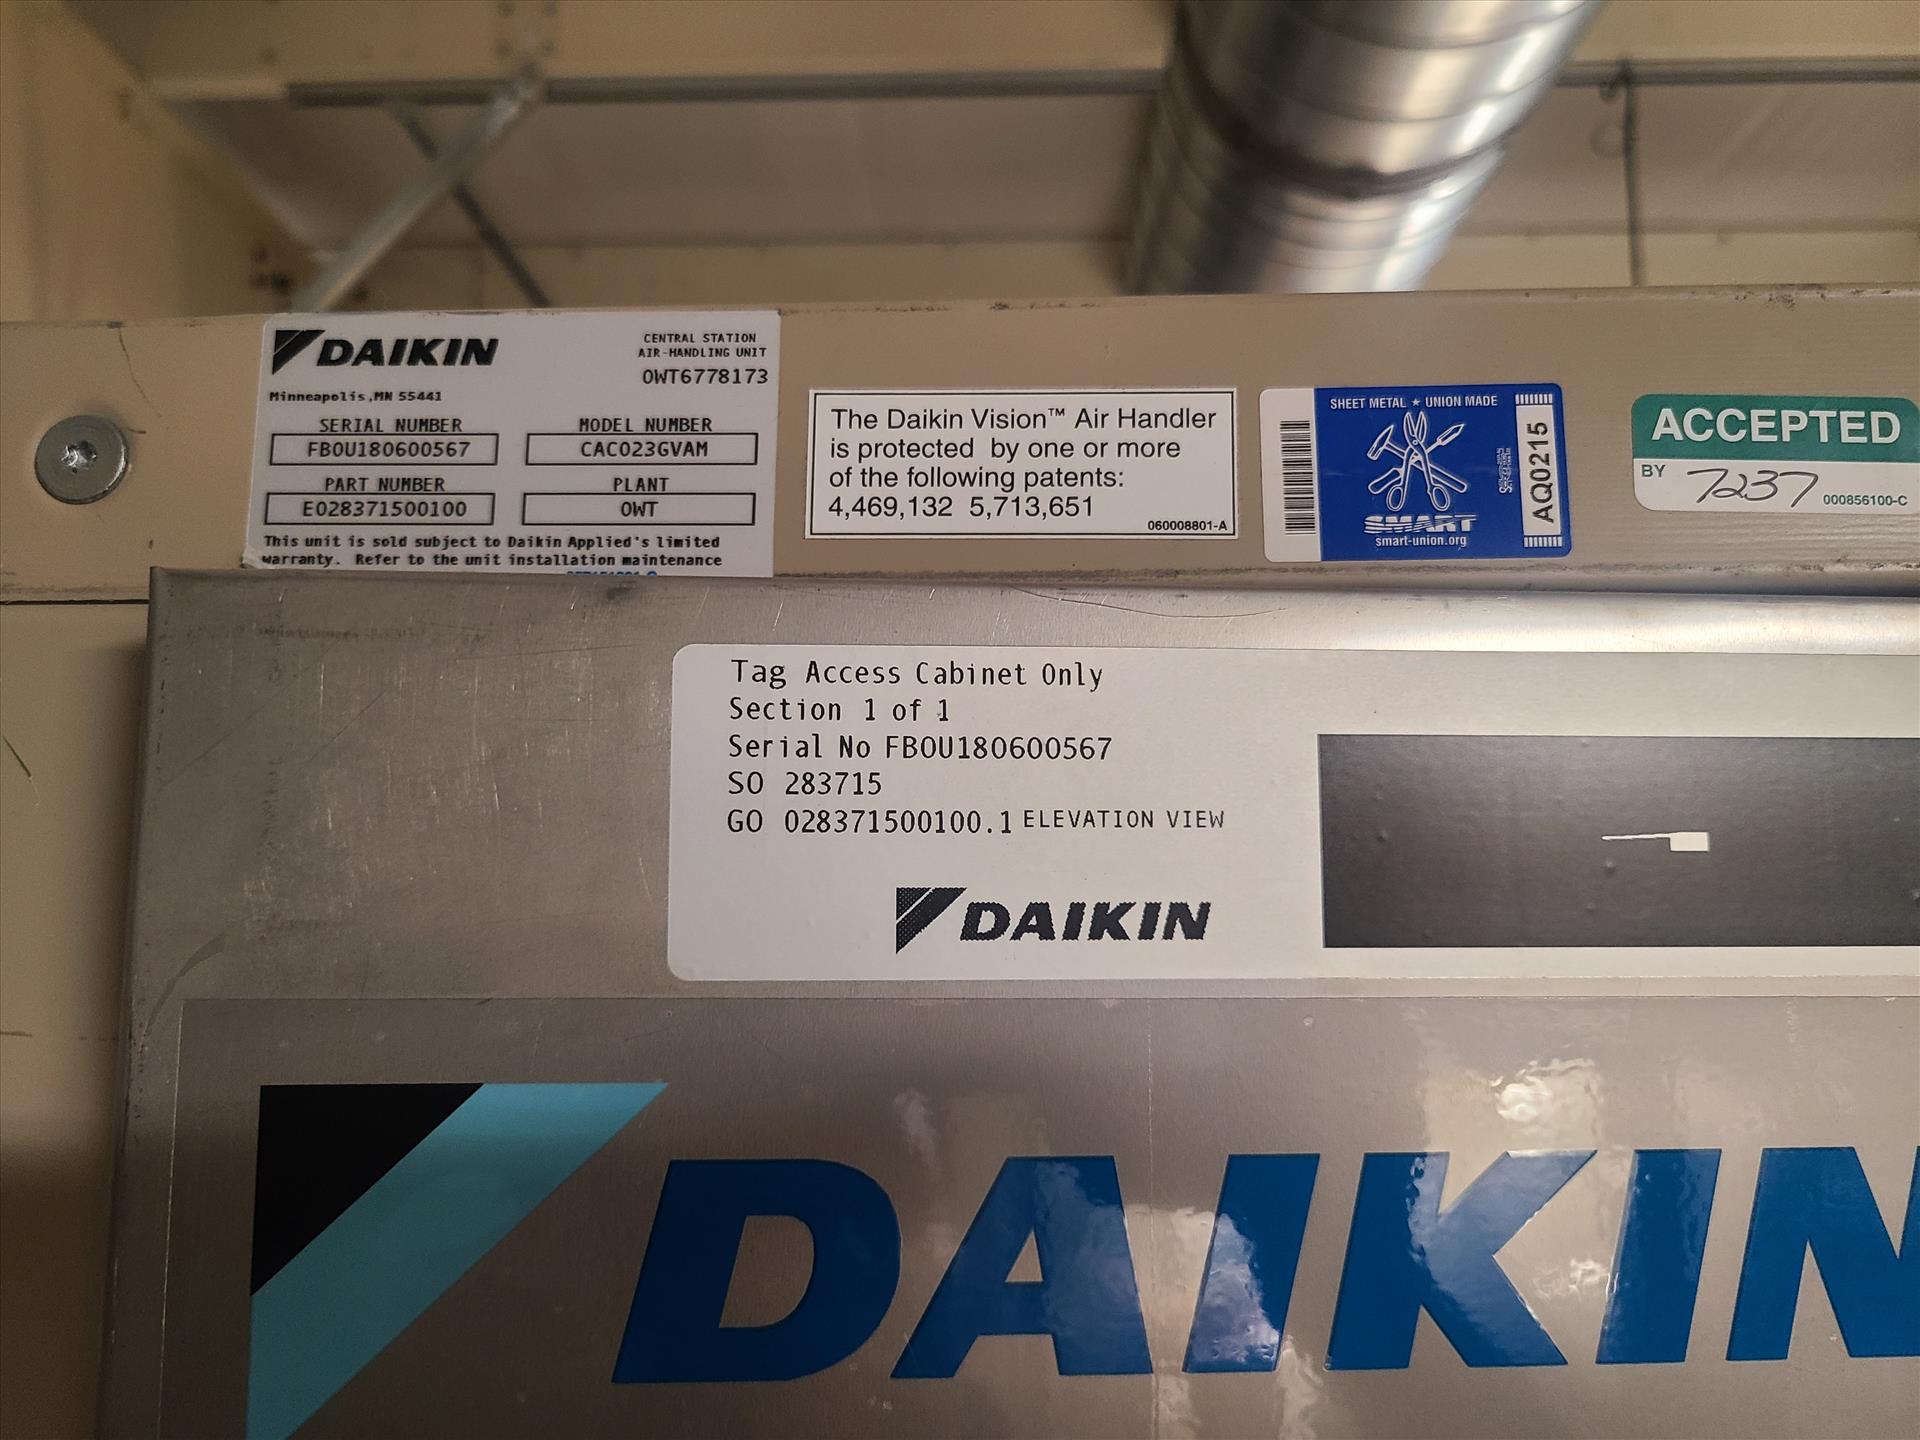 DAIKIN
CENTRAL STATION
AIR-HANDLING UNIT
OWT6778173
Minneapolis,MN 55441
SERIAL NUMBER
FBOU180600567
MODEL NUMBER
CAC023GVAM
PART NUMBER
E028371500100
PLANT
OWT
This unit is sold subject to Daikin Applied's limited
warranty. Refer to the unit installation maintenance
The Daikin Vision™ Air Handler
is protected by one or more
of the following patents:
4,469,132 5,713,651
060008801-A
SHEET METAL ★ UNION MADE
SMART
smart-union.org
AQ0215
ACCEPTED
BY 7237
000856100-C
Tag Access Cabinet Only
Section 1 of 1
Serial No FBOU180600567
SO 283715
GO 028371500100.1 ELEVATION VIEW
DAIKIN
DAIKIN